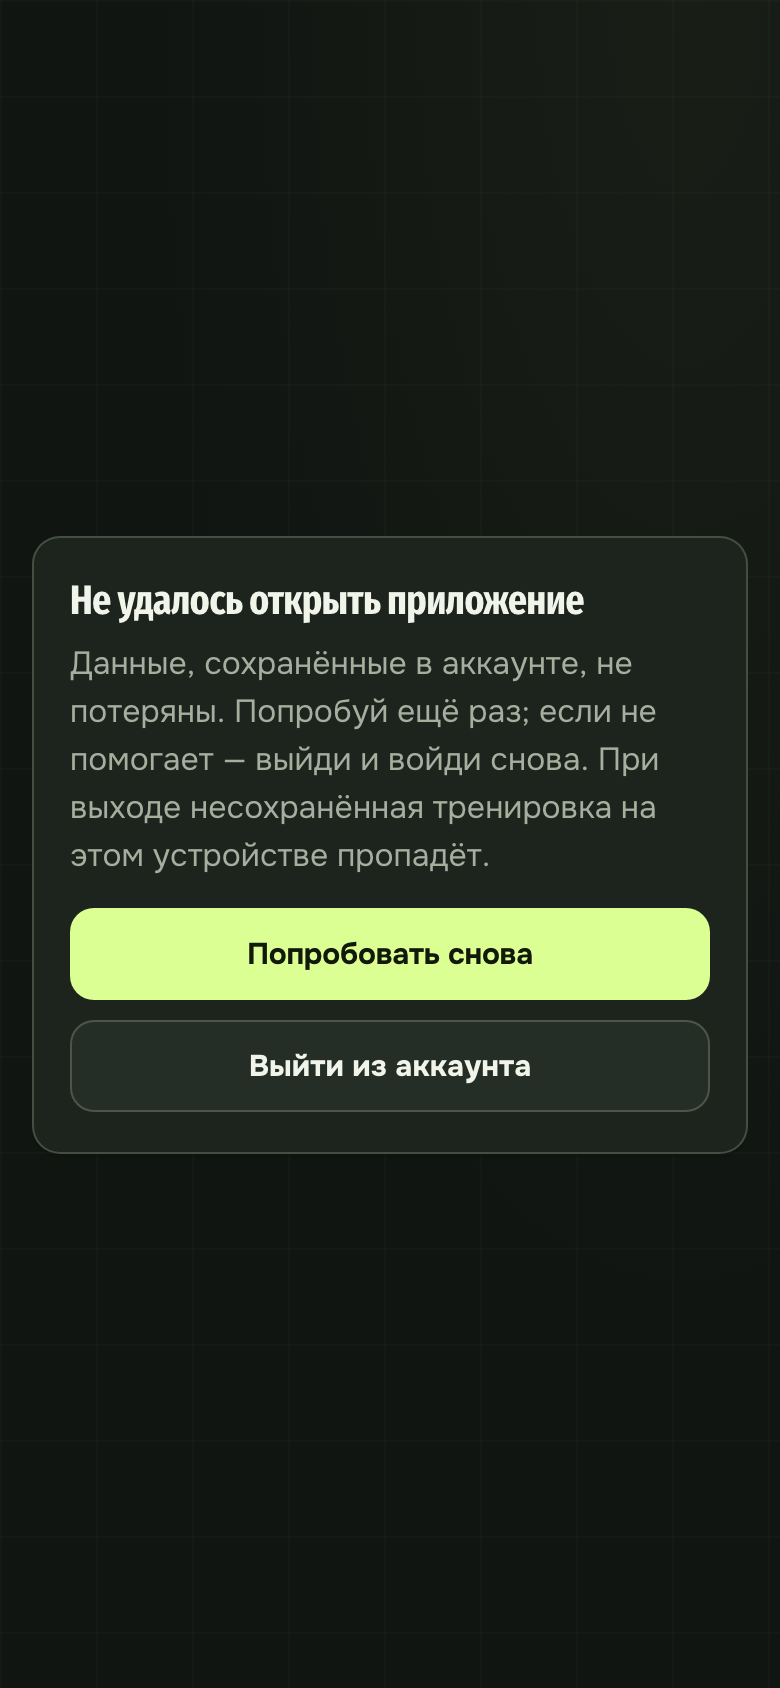 Не удалось открыть приложение
Данные, сохранённые в аккаунте, не
потеряны. Попробуй ещё раз; если не
помогает — выйди и войди снова. При
выходе несохранённая тренировка на
этом устройстве пропадёт.
Попробовать снова
Выйти из аккаунта